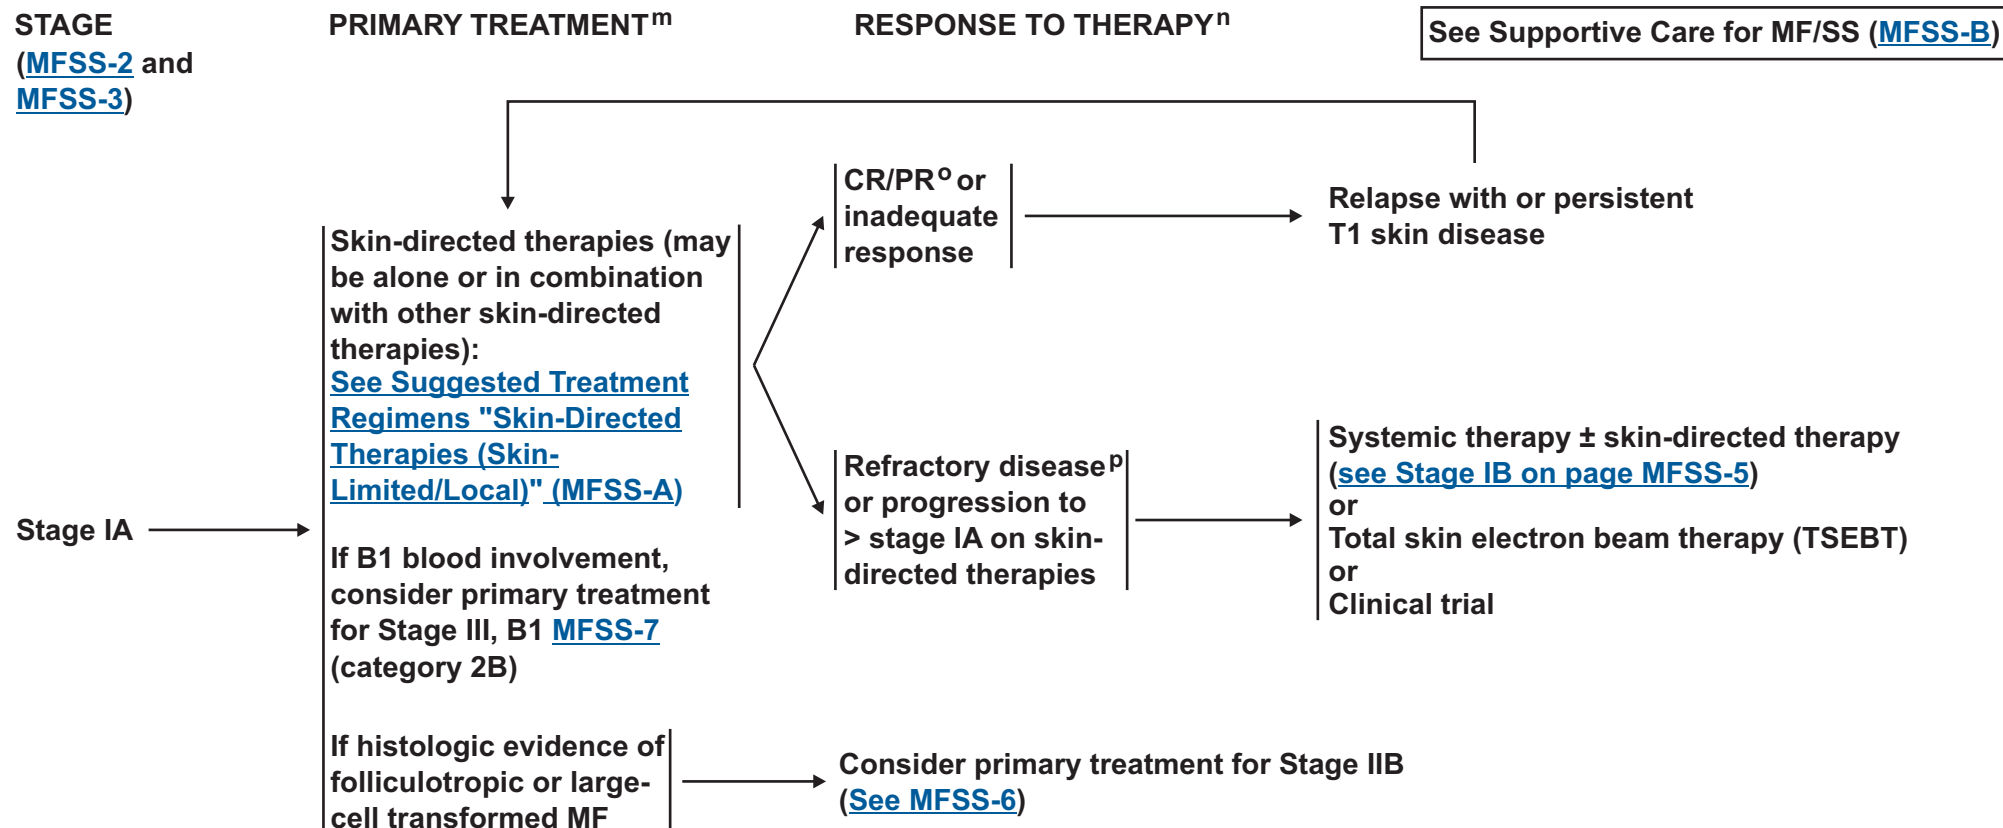 STAGE
(MFSS-2 and
MFSS-3)
PRIMARY TREATMENTm
RESPONSE TO THERAPYn
See Supportive Care for MF/SS (MFSS-B)
Stage IA
Skin-directed therapies (may
be alone or in combination
with other skin-directed
therapies):
See Suggested Treatment
Regimens "Skin-Directed
Therapies (Skin-
Limited/Local)" (MFSS-A)
If B1 blood involvement,
consider primary treatment
for Stage III, B1 MFSS-7
(category 2B)
If histologic evidence of
folliculotropic or large-
cell transformed MF
CR/PRo or
inadequate
response
Relapse with or persistent
T1 skin disease
Refractory diseasep
or progression to
> stage IA on skin-
directed therapies
Systemic therapy ± skin-directed therapy
(see Stage IB on page MFSS-5)
or
Total skin electron beam therapy (TSEBT)
or
Clinical trial
Consider primary treatment for Stage IIB
(See MFSS-6)